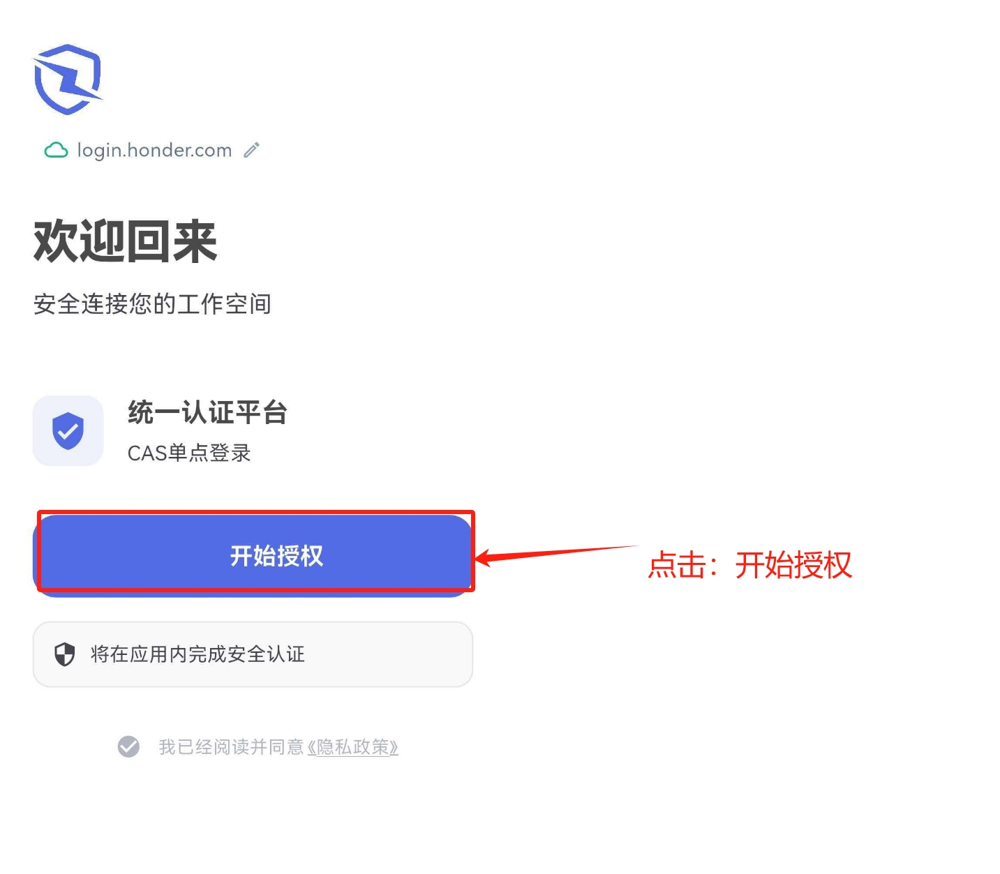 login.honder.com
欢迎回来
安全连接您的工作空间
统一认证平台
CAS单点登录
开始授权
点击：开始授权
将在应用内完成安全认证
我已经阅读并同意《隐私政策》